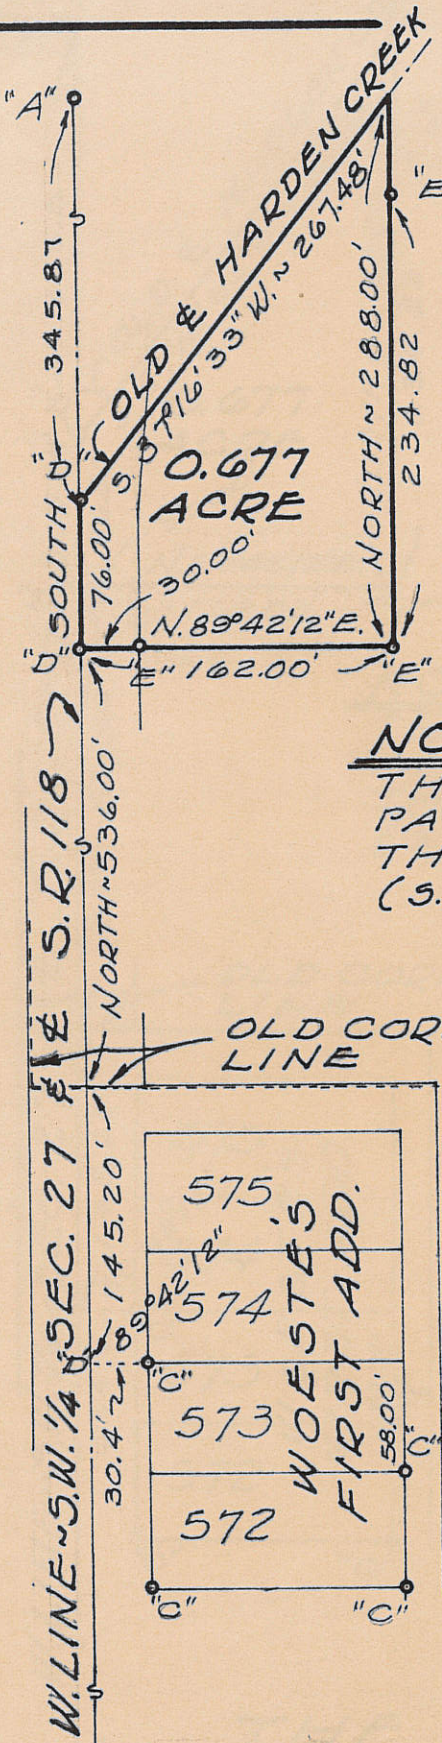 "A"
345.87
OLD ⅊ HARDEN CREEK
S. 37°16'33" W. ~ 267.48'
"E
NORTH ~ 288.00'
234.82
0.677
ACRE
"D"
SOUTH
76.00'
30.00'
N. 89°42'12" E.
"D"
"E" 162.00'
"E"
NO
TH
PA
TH
(S.
NORTH ~ 536.00'
OLD COR
LINE
W. LINE ~ S.W. 1/4 SEC. 27 & ⅊ S.R. 118
145.20'
89°42'12"
"D"
30.4'
"C"
575
574
573
572
WOESTE'S
FIRST ADD.
58.00'
"C"
"C"
"C"